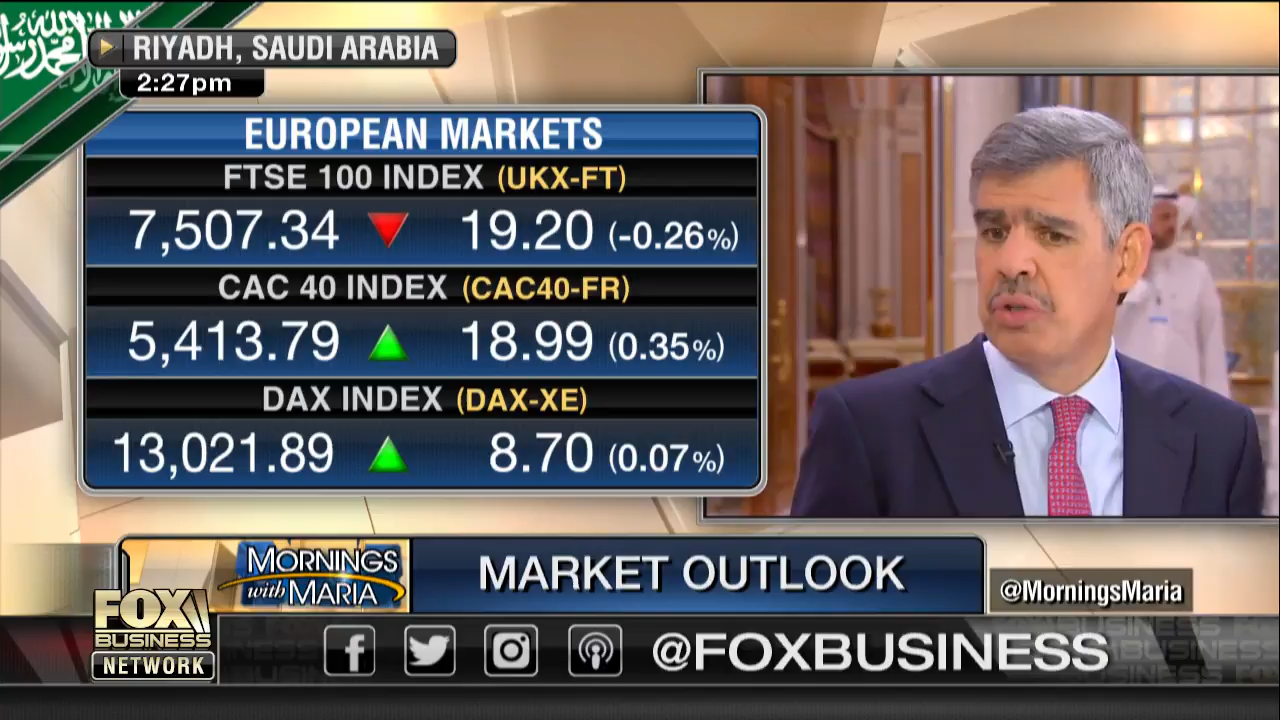 RIYADH, SAUDI ARABIA
2:27pm
EUROPEAN MARKETS
FTSE 100 INDEX (UKX-FT)
7,507.34 19.20 (-0.26%)
CAC 40 INDEX (CAC40-FR)
5,413.79 18.99 (0.35%)
DAX INDEX (DAX-XE)
13,021.89 8.70 (0.07%)
MORNINGS
with MARIA
MARKET OUTLOOK
@MorningsMaria
FOX
BUSINESS
NETWORK
@FOXBUSINESS